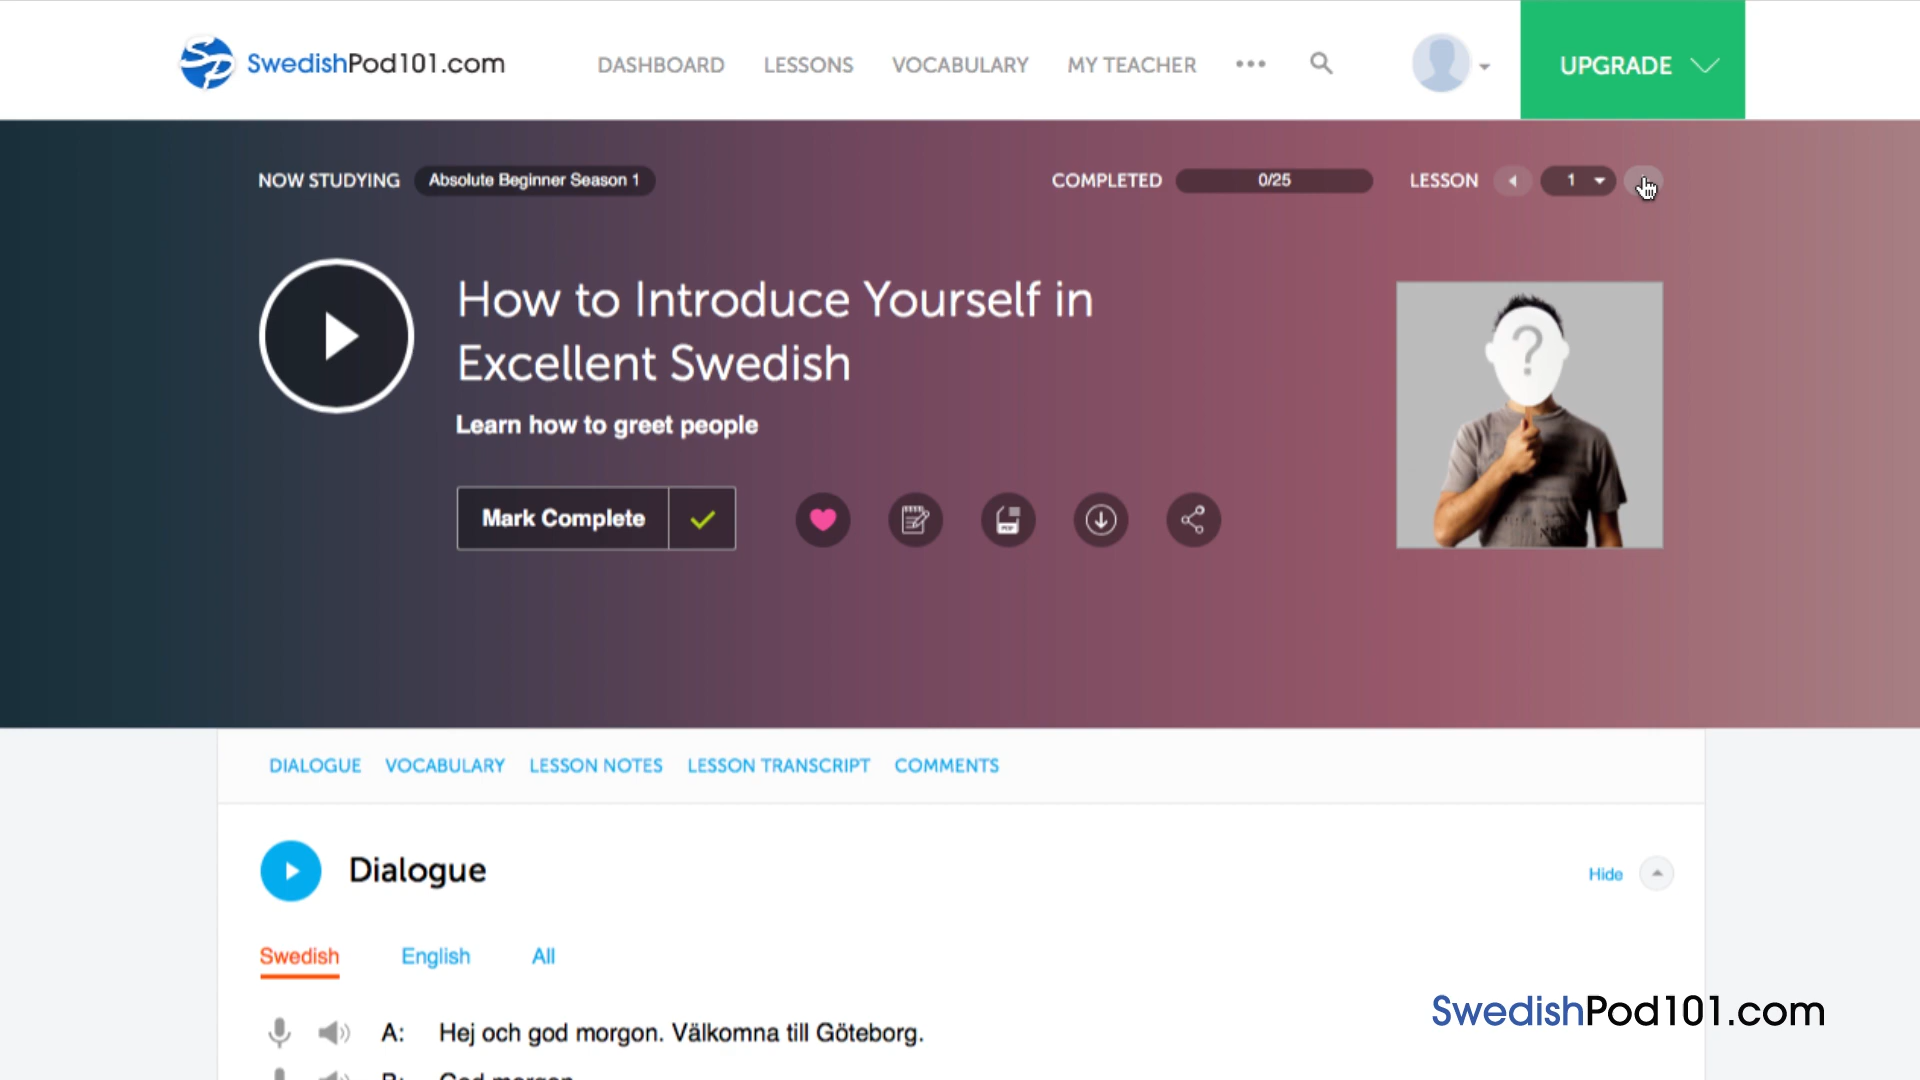 SwedishPod101.com
DASHBOARD LESSONS VOCABULARY MY TEACHER
UPGRADE
NOW STUDYING Absolute Beginner Season 1
COMPLETED 0/25
LESSON 1
How to Introduce Yourself in
Excellent Swedish
Learn how to greet people
Mark Complete
?
DIALOGUE VOCABULARY LESSON NOTES LESSON TRANSCRIPT COMMENTS
Dialogue
Hide
Swedish English All
A: Hej och god morgon. Välkomna till Göteborg.
B: God morgon
SwedishPod101.com